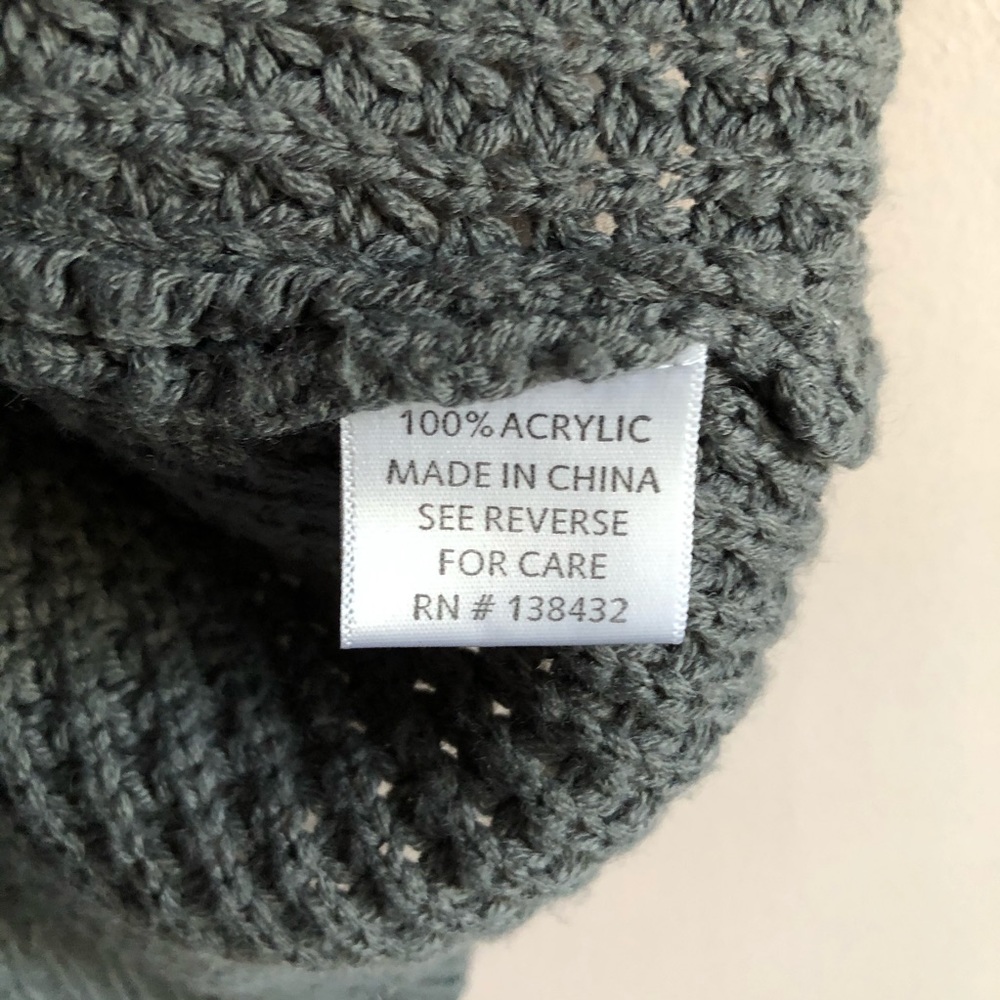 100% ACRYLIC
MADE IN CHINA
SEE REVERSE
FOR CARE
RN # 138432